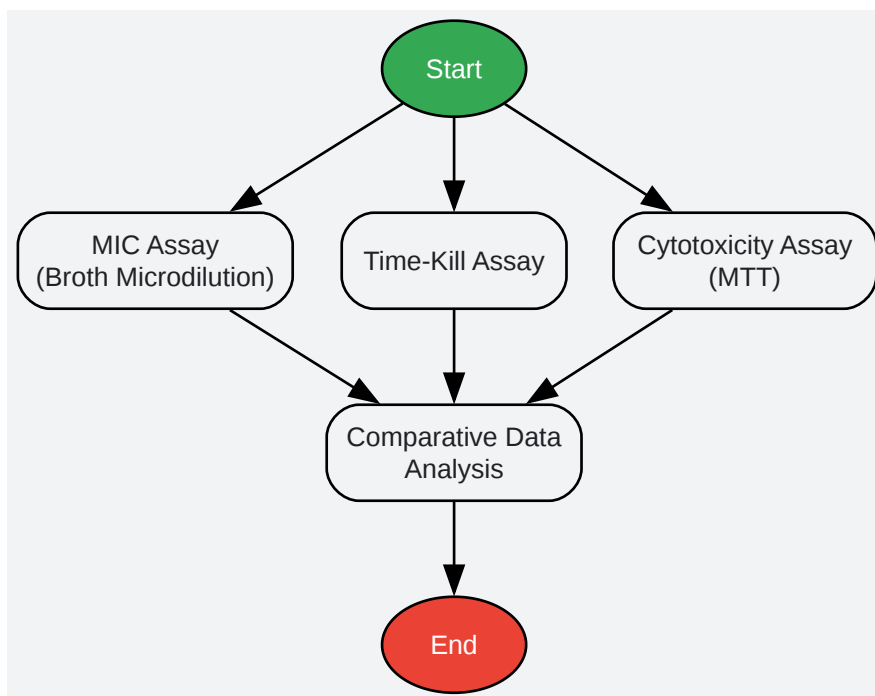 Start
MIC Assay
(Broth Microdilution)
Time-Kill Assay
Cytotoxicity Assay
(MTT)
Comparative Data
Analysis
End